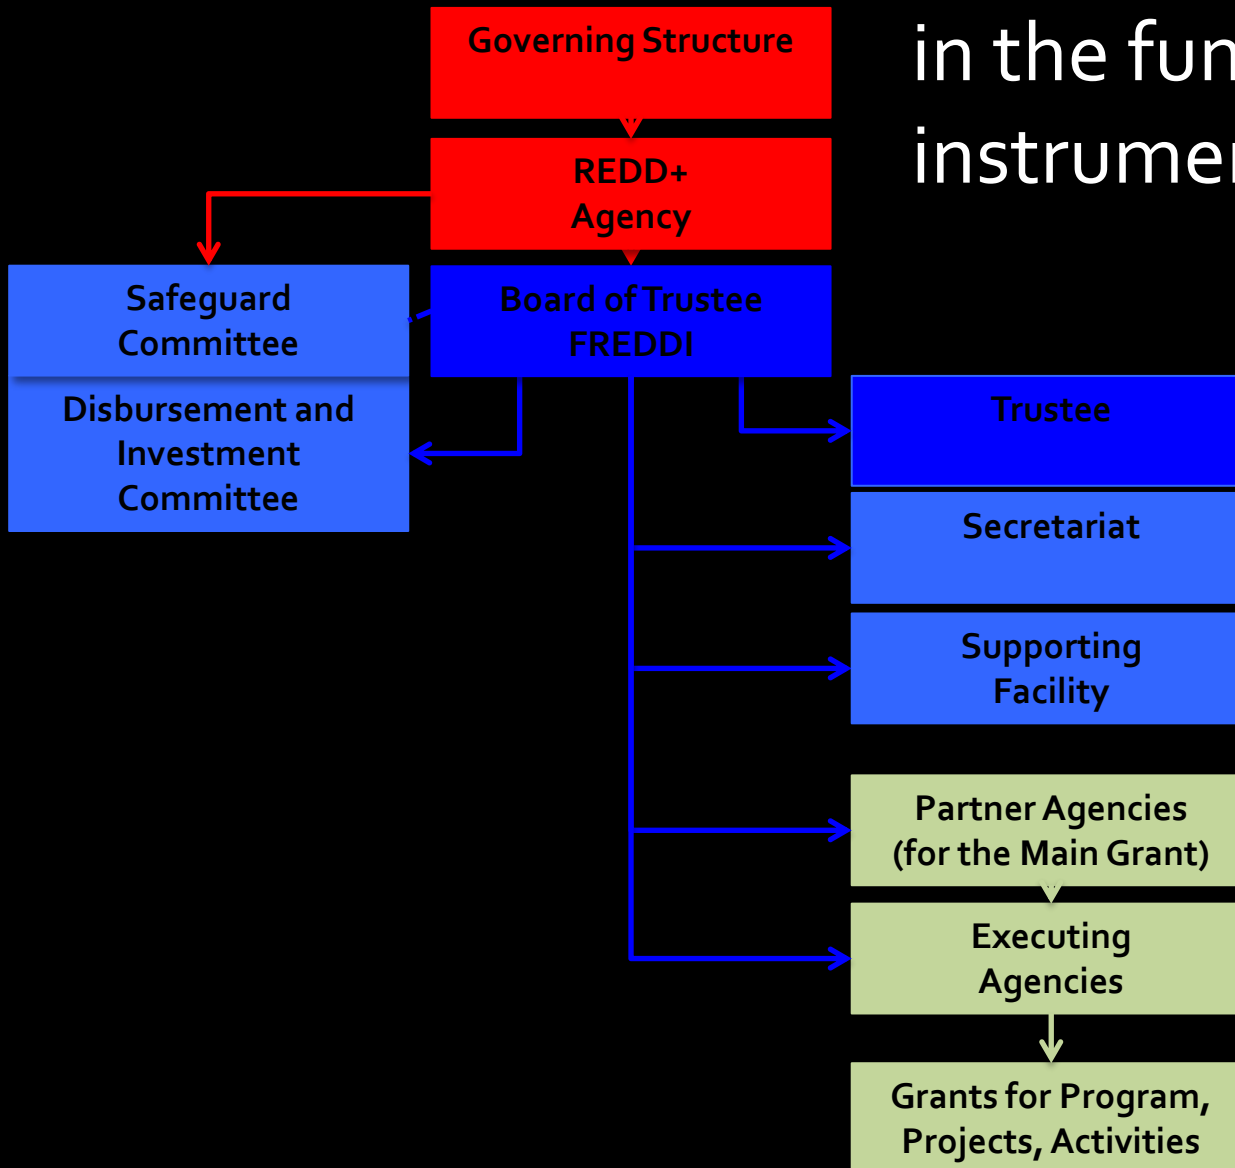 in the fun
instrumen
Governing Structure
REDD+
Agency
Safeguard
Committee
Board of Trustee
FREDDI
Disbursement and
Investment
Committee
Trustee
Secretariat
Supporting
Facility
Partner Agencies
(for the Main Grant)
Executing
Agencies
Grants for Program,
Projects, Activities